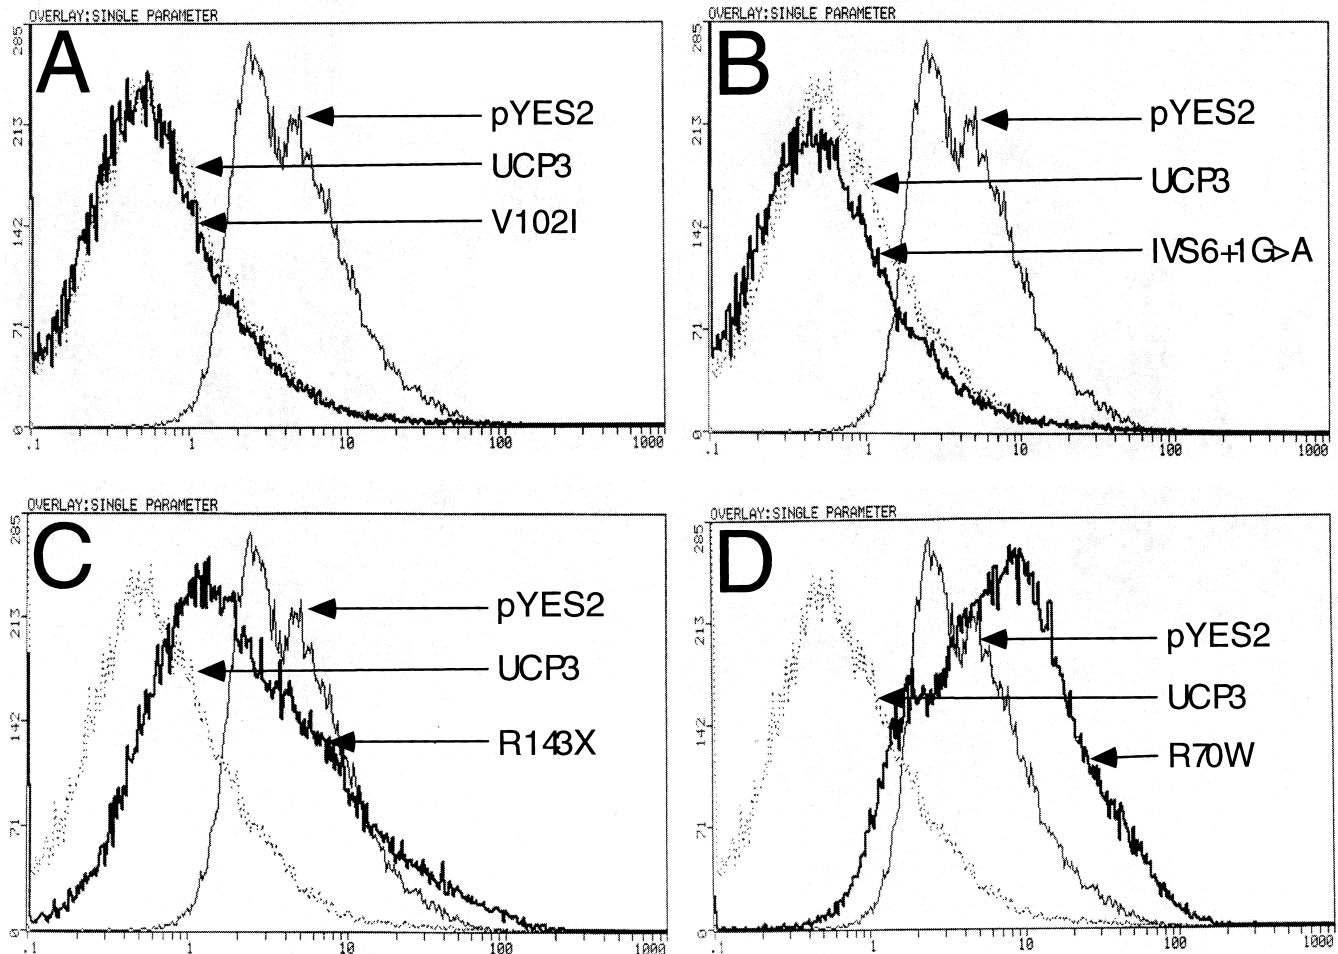 OVERLAY:SINGLE PARAMETER
A
285
213
142
71
0
pYES2
UCP3
V102I
.1 1 10 100 1000
OVERLAY:SINGLE PARAMETER
B
285
213
142
71
0
pYES2
UCP3
IVS6+1G>A
.1 1 10 100 1000
OVERLAY:SINGLE PARAMETER
C
285
213
142
71
0
pYES2
UCP3
R143X
.1 1 10 100 1000
OVERLAY:SINGLE PARAMETER
D
285
213
142
71
0
pYES2
UCP3
R70W
.1 1 10 100 1000